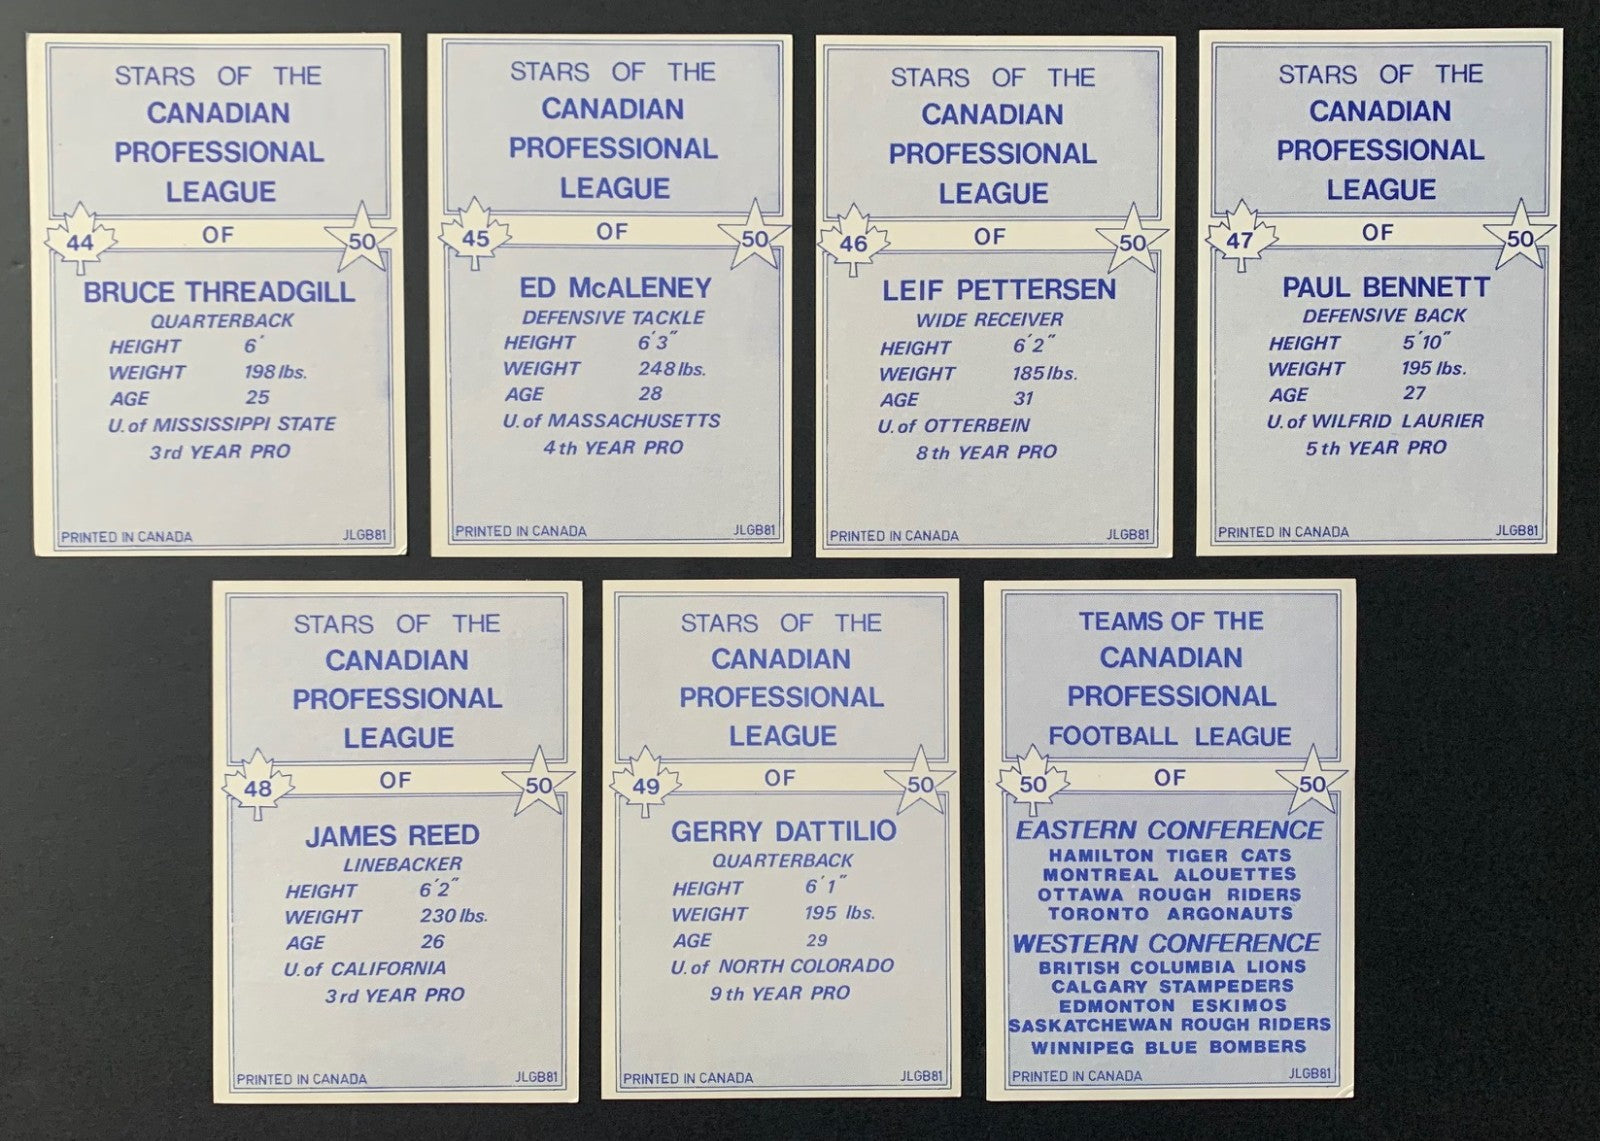 STARS OF THE
CANADIAN
PROFESSIONAL
LEAGUE
44 OF 50
BRUCE THREADGILL
QUARTERBACK
HEIGHT 6'
WEIGHT 198 lbs.
AGE 25
U. of MISSISSIPPI STATE
3rd YEAR PRO
PRINTED IN CANADA JLGB81
STARS OF THE
CANADIAN
PROFESSIONAL
LEAGUE
45 OF 50
ED McALENEY
DEFENSIVE TACKLE
HEIGHT 6'3"
WEIGHT 248 lbs.
AGE 28
U. of MASSACHUSETTS
4th YEAR PRO
PRINTED IN CANADA JLGB81
STARS OF THE
CANADIAN
PROFESSIONAL
LEAGUE
46 OF 50
LEIF PETTERSEN
WIDE RECEIVER
HEIGHT 6'2"
WEIGHT 185 lbs.
AGE 31
U. of OTTERBEIN
8th YEAR PRO
PRINTED IN CANADA JLGB81
STARS OF THE
CANADIAN
PROFESSIONAL
LEAGUE
47 OF 50
PAUL BENNETT
DEFENSIVE BACK
HEIGHT 5'10"
WEIGHT 195 lbs.
AGE 27
U. of WILFRID LAURIER
5th YEAR PRO
PRINTED IN CANADA JLGB81
STARS OF THE
CANADIAN
PROFESSIONAL
LEAGUE
48 OF 50
JAMES REED
LINEBACKER
HEIGHT 6'2"
WEIGHT 230 lbs.
AGE 26
U. of CALIFORNIA
3rd YEAR PRO
PRINTED IN CANADA JLGB81
STARS OF THE
CANADIAN
PROFESSIONAL
LEAGUE
49 OF 50
GERRY DATTILIO
QUARTERBACK
HEIGHT 6'1"
WEIGHT 195 lbs.
AGE 29
U. of NORTH COLORADO
9th YEAR PRO
PRINTED IN CANADA JLGB81
TEAMS OF THE
CANADIAN
PROFESSIONAL
FOOTBALL LEAGUE
50 OF 50
EASTERN CONFERENCE
HAMILTON TIGER CATS
MONTREAL ALOUETTES
OTTAWA ROUGH RIDERS
TORONTO ARGONAUTS
WESTERN CONFERENCE
BRITISH COLUMBIA LIONS
CALGARY STAMPEDERS
EDMONTON ESKIMOS
SASKATCHEWAN ROUGH RIDERS
WINNIPEG BLUE BOMBERS
PRINTED IN CANADA JLGB81